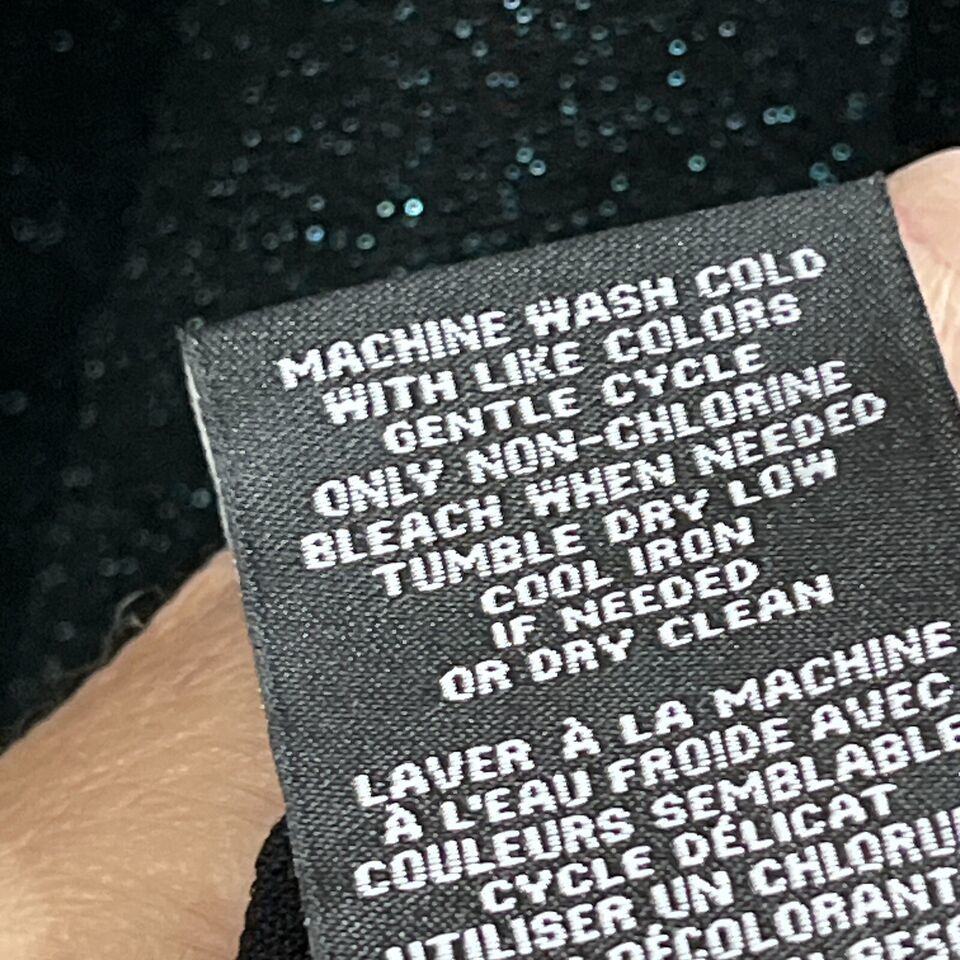 MACHINE WASH COLD
WITH LIKE COLORS
GENTLE CYCLE
ONLY NON-CHLORINE
BLEACH WHEN NEEDED
TUMBLE DRY LOW
COOL IRON
IF NEEDED
OR DRY CLEAN
LAVER À LA MACHINE
À L'EAU FROIDE AVEC
COULEURS SEMBLABLE
CYCLE DÉLICAT
UTILISER UN CHLORU
DÉCOLORANT